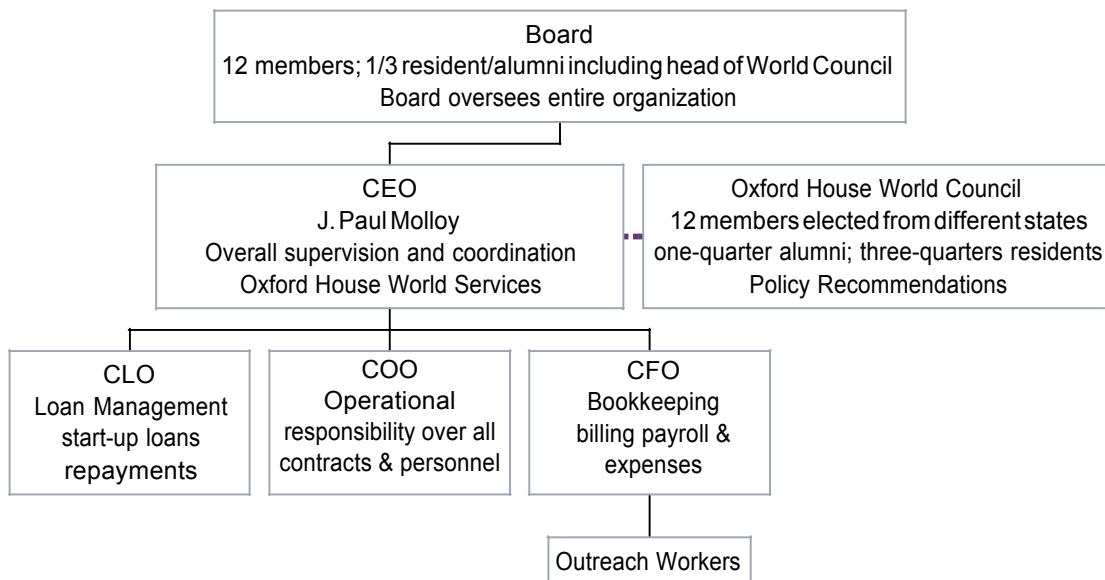 Board
12 members; 1/3 resident/alumni including head of World Council
Board oversees entire organization
CEO
J. Paul Molloy
Overall supervision and coordination
Oxford House World Services
Oxford House World Council
12 members elected from different states
one-quarter alumni; three-quarters residents
Policy Recommendations
CLO
Loan Management
start-up loans
repayments
COO
Operational
responsibility over all
contracts & personnel
CFO
Bookkeeping
billing payroll &
expenses
Outreach Workers